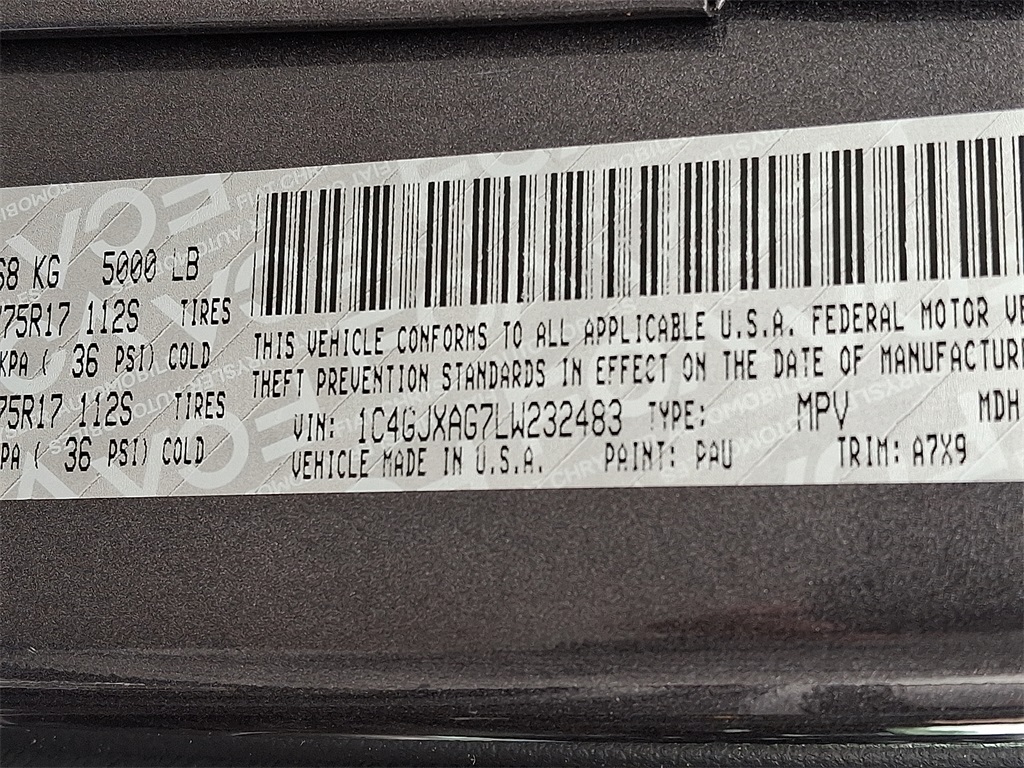 68 KG 5000 LB
/75R17 112S TIRES
KPA ( 36 PSI) COLD
75R17 112S TIRES
PA ( 36 PSI) COLD
THIS VEHICLE CONFORMS TO ALL APPLICABLE U.S.A. FEDERAL MOTOR VE
THEFT PREVENTION STANDARDS IN EFFECT ON THE DATE OF MANUFACTURE
VIN: 1C4GJXAG7LW232483 TYPE: MPV MDH
VEHICLE MADE IN U.S.A. PAINT: PAU TRIM: A7X9